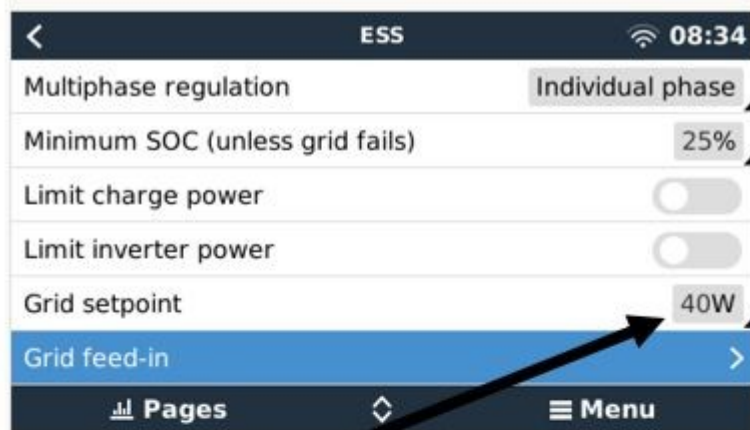 ESS 08:34
Multiphase regulation Individual phase
Minimum SOC (unless grid fails) 25%
Limit charge power
Limit inverter power
Grid setpoint 40W
Grid feed-in
Pages Menu